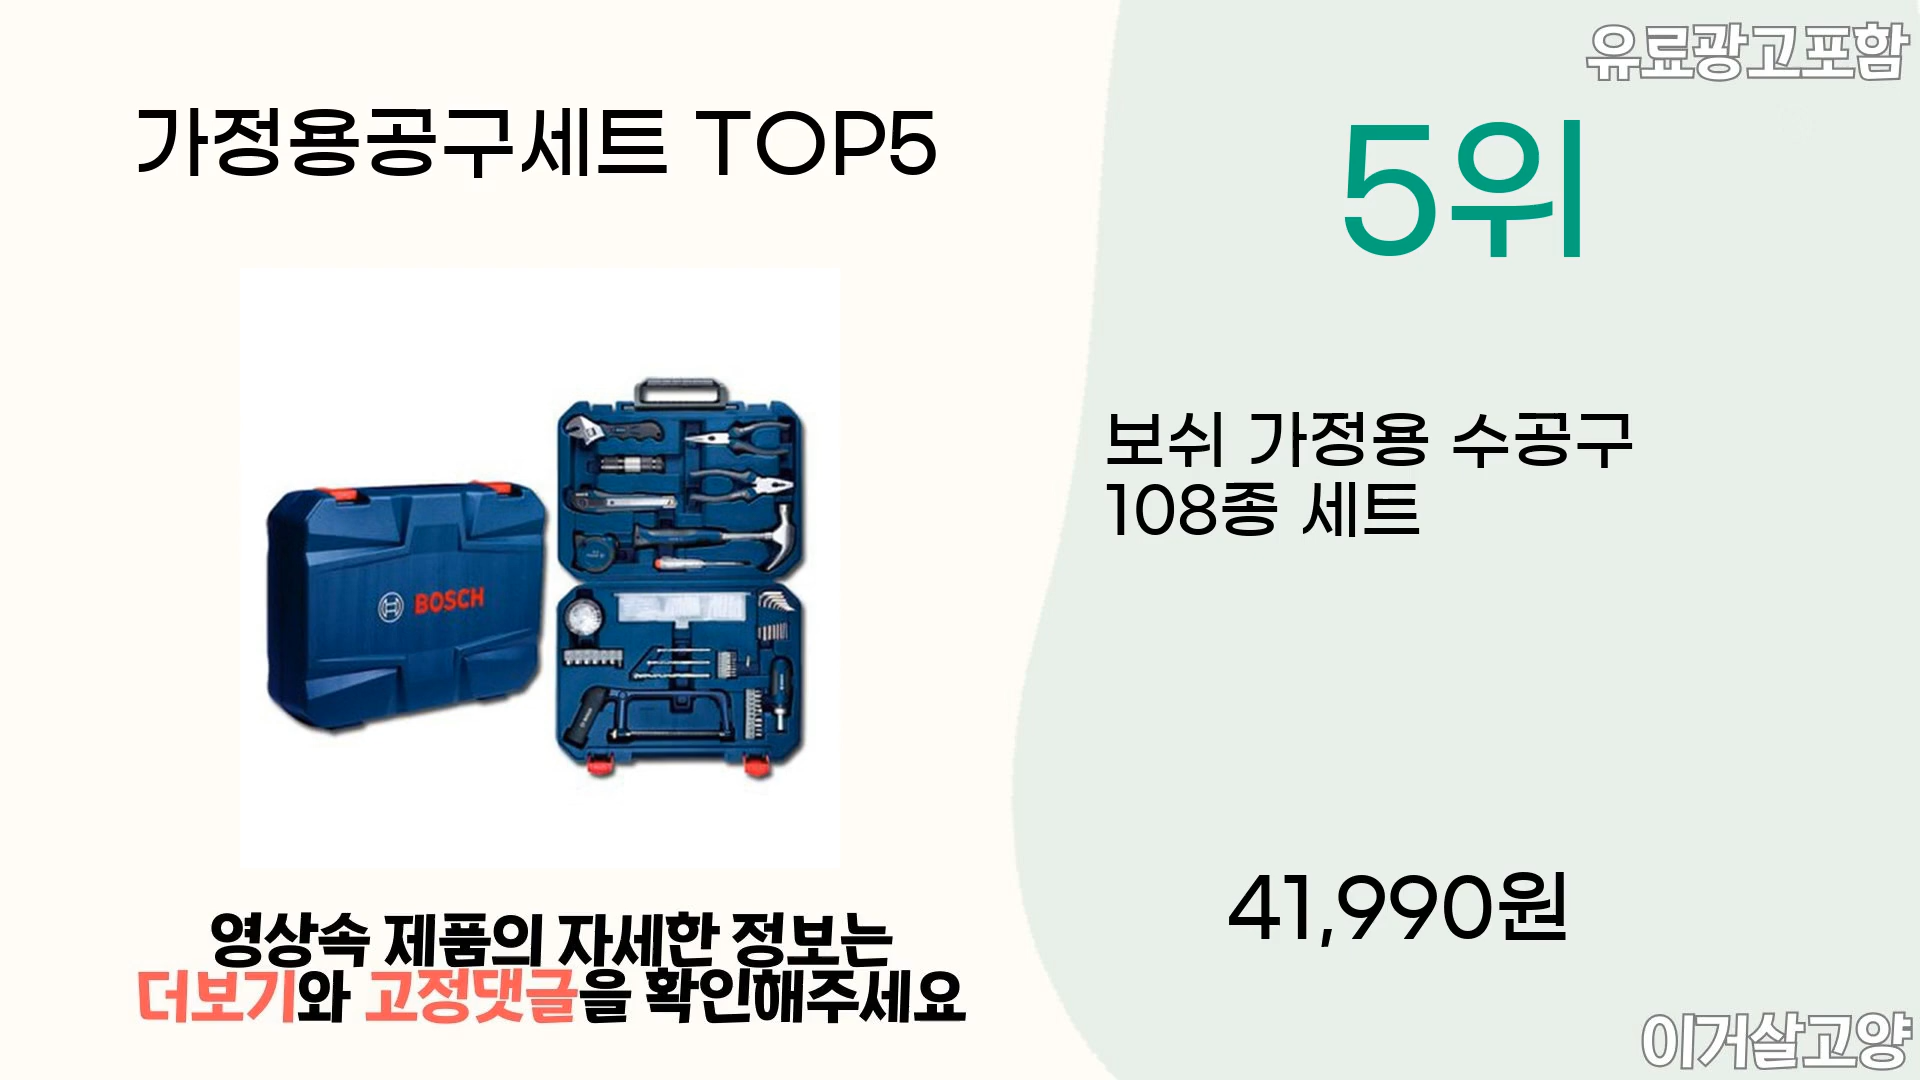 유료광고포함
가정용공구세트 TOP5
5위
BOSCH
보쉬 가정용 수공구
108종 세트
41,990원
영상속 제품의 자세한 정보는
더보기와 고정댓글을 확인해주세요
이거살고양